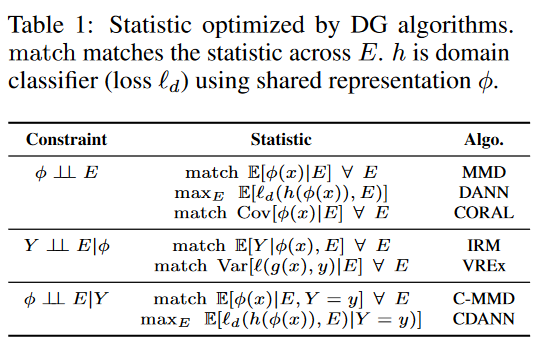 Table 1: Statistic optimized by DG algorithms.
match matches the statistic across E. h is domain
classifier (loss ℓ_d) using shared representation ϕ.
Constraint Statistic Algo.
ϕ ⊥⊥ E match 𝔼[ϕ(x)|E] ∀ E MMD
max_E 𝔼[ℓ_d(h(ϕ(x)), E)] DANN
match Cov[ϕ(x)|E] ∀ E CORAL
Y ⊥⊥ E|ϕ match 𝔼[Y|ϕ(x), E] ∀ E IRM
match Var[ℓ(g(x), y)|E] ∀ E VREx
ϕ ⊥⊥ E|Y match 𝔼[ϕ(x)|E, Y = y] ∀ E C-MMD
max_E 𝔼[ℓ_d(h(ϕ(x)), E)|Y = y)] CDANN